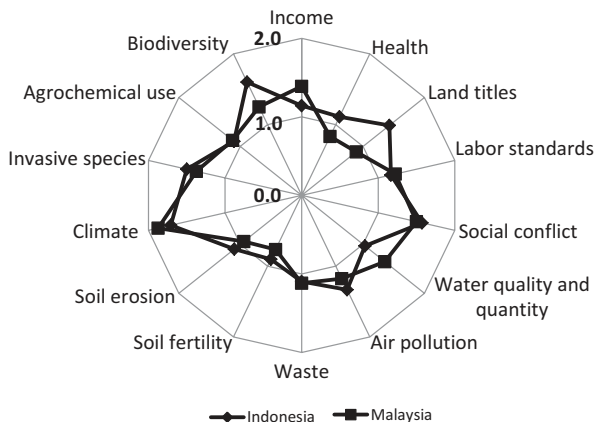 Income
2.0
Biodiversity
Health
Agrochemical use
Land titles
1.0
Invasive species
Labor standards
0.0
Climate
Social conflict
Soil erosion
Water quality and
quantity
Soil fertility
Air pollution
Waste
Indonesia
Malaysia